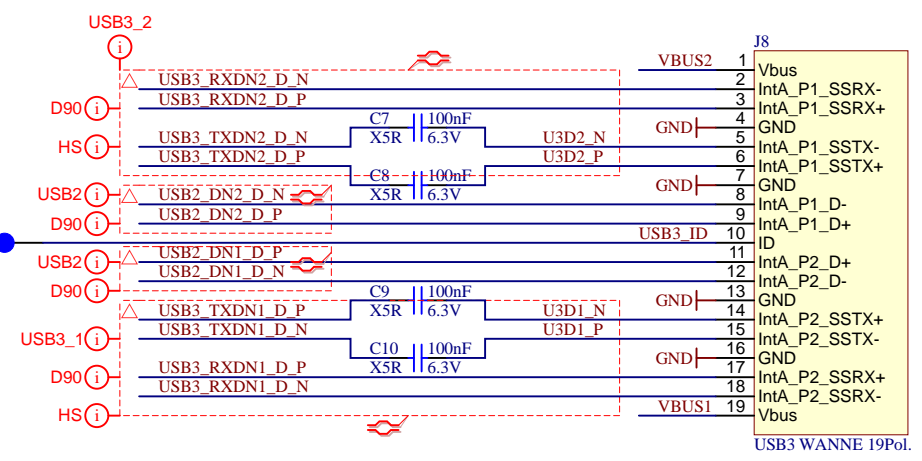 USB3_2
i
J8
VBUS2 1 Vbus
USB3_RXDN2_D_N 2 IntA_P1_SSRX-
D90 i USB3_RXDN2_D_P 3 IntA_P1_SSRX+
C7 100nF GND 4 GND
HS i USB3_TXDN2_D_N X5R 6.3V U3D2_N 5 IntA_P1_SSTX-
USB3_TXDN2_D_P U3D2_P 6 IntA_P1_SSTX+
C8 100nF GND 7 GND
USB2 i USB2_DN2_D_N X5R 6.3V 8 IntA_P1_D-
D90 i USB2_DN2_D_P 9 IntA_P1_D+
USB3_ID 10 ID
USB2 i USB2_DN1_D_P 11 IntA_P2_D+
USB2_DN1_D_N 12 IntA_P2_D-
D90 i C9 100nF GND 13 GND
USB3_TXDN1_D_P X5R 6.3V U3D1_N 14 IntA_P2_SSTX+
USB3_1 i USB3_TXDN1_D_N U3D1_P 15 IntA_P2_SSTX-
C10 100nF GND 16 GND
D90 i USB3_RXDN1_D_P X5R 6.3V 17 IntA_P2_SSRX+
USB3_RXDN1_D_N 18 IntA_P2_SSRX-
HS i VBUS1 19 Vbus
USB3 WANNE 19Pol.